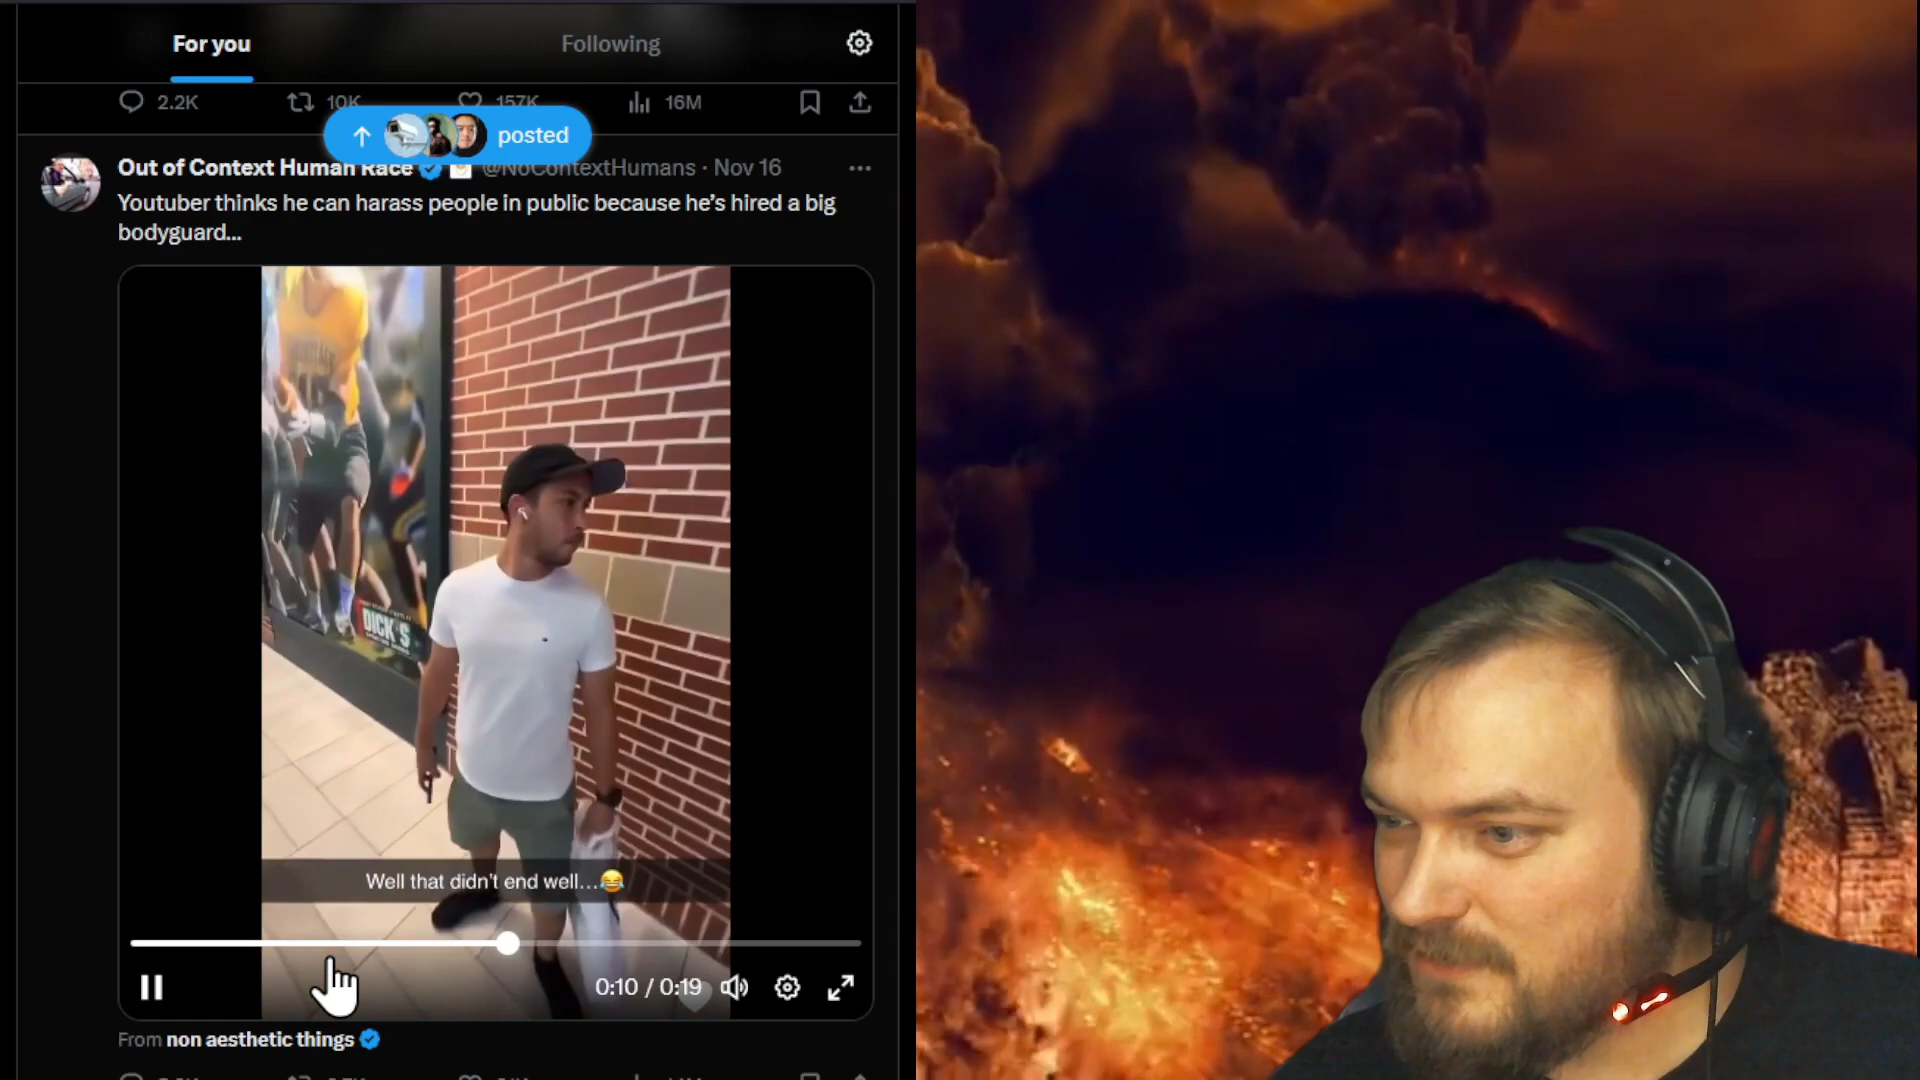 For you
Following
2.2K
10K
157K
16M
posted
Out of Context Human Race @NoContextHumans · Nov 16
Youtuber thinks he can harass people in public because he's hired a big
bodyguard...
DICK'S
Well that didn't end well...😂
0:10 / 0:19
From non aesthetic things